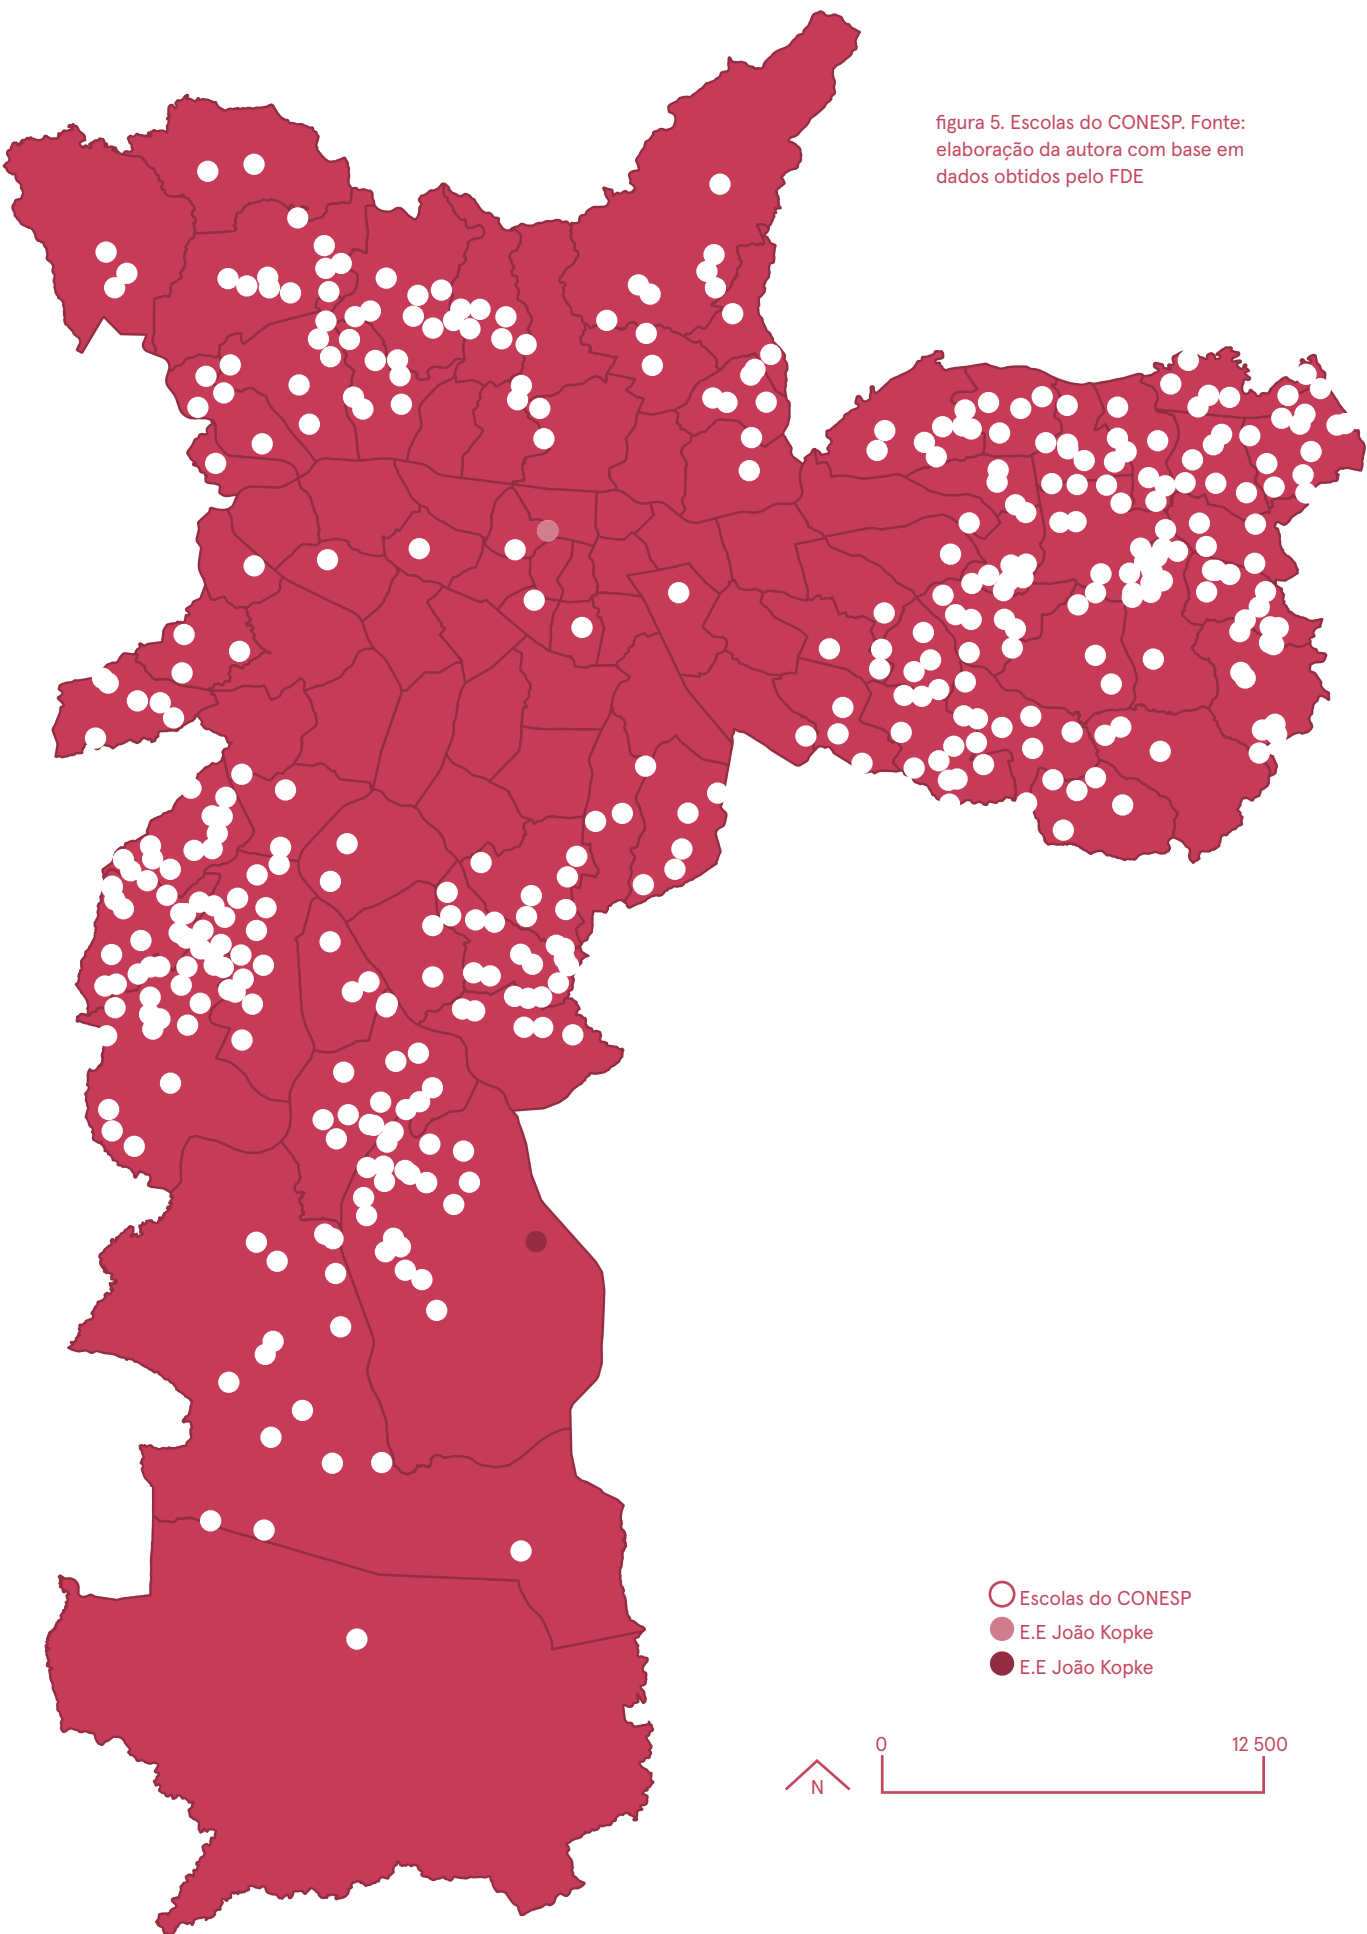 figura 5. Escolas do CONESP. Fonte:
elaboração da autora com base em
dados obtidos pelo FDE
Escolas do CONESP
E.E João Kopke
E.E João Kopke
0
12 500
N